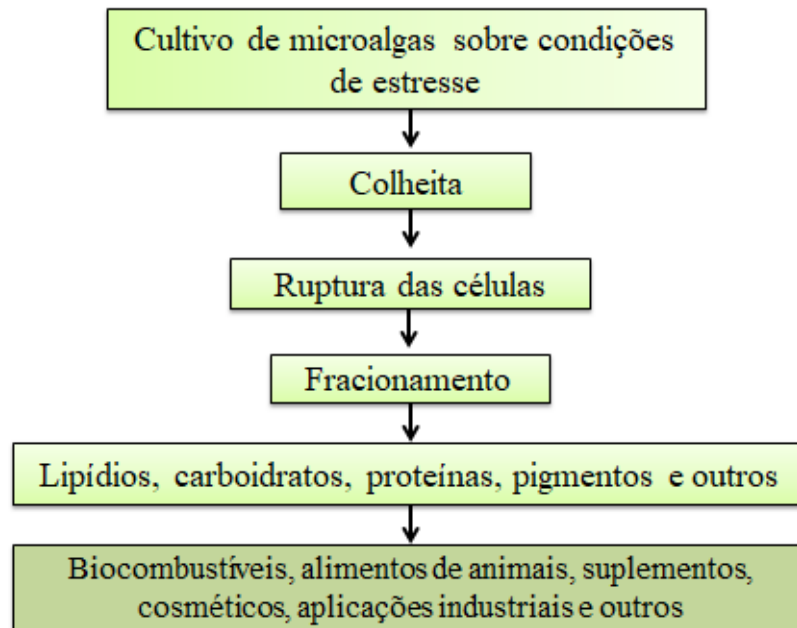 Cultivo de microalgas sobre condições
de estresse
Colheita
Ruptura das células
Fracionamento
Lipídios, carboidratos, proteínas, pigmentos e outros
Biocombustíveis, alimentos de animais, suplementos,
cosméticos, aplicações industriais e outros